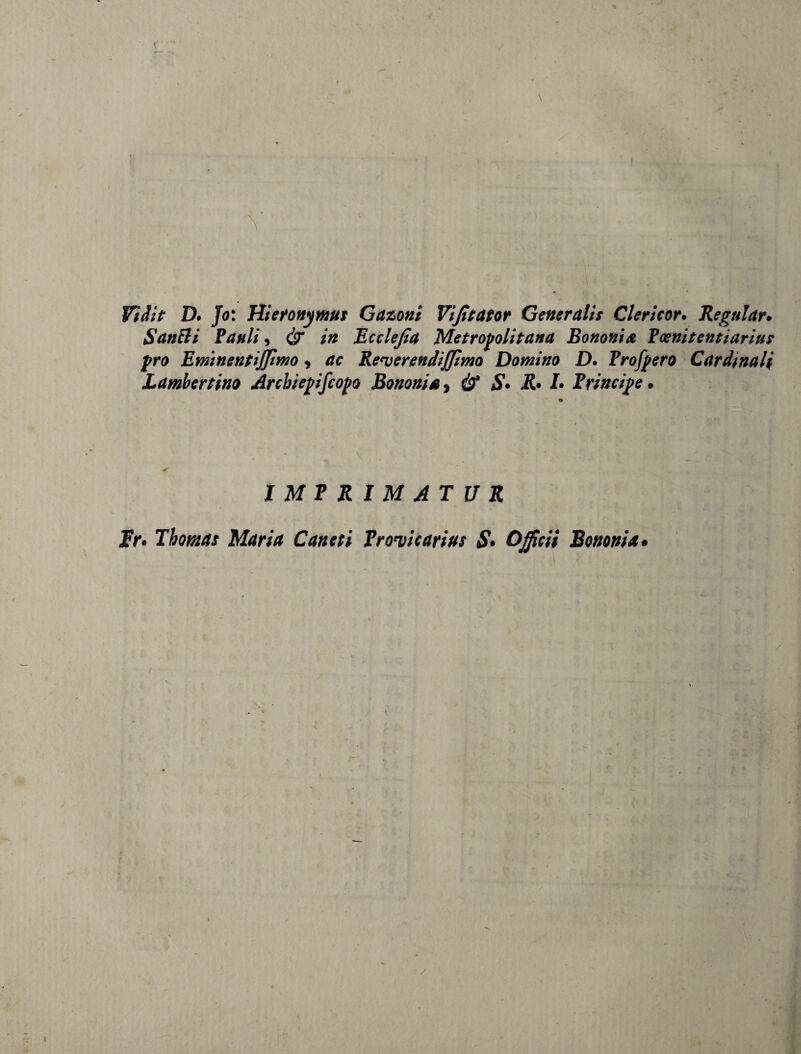 Vidit D. Jo: Hieronymus Gazoni Viſitator Generalis Clericor. Regular.
Sancti Pauli, & in Eccleſia Metropolitana Bononiæ Pœnitentiarius
pro Eminentiſſimo, ac Reverendiſſimo Domino D. Proſpero Cardinali
Lambertino Archiepiſcopo Bononiæ, & S. R. I. Principe.
IMPRIMATUR
Fr. Thomas Maria Caneti Provicarius S. Officii Bononiæ.